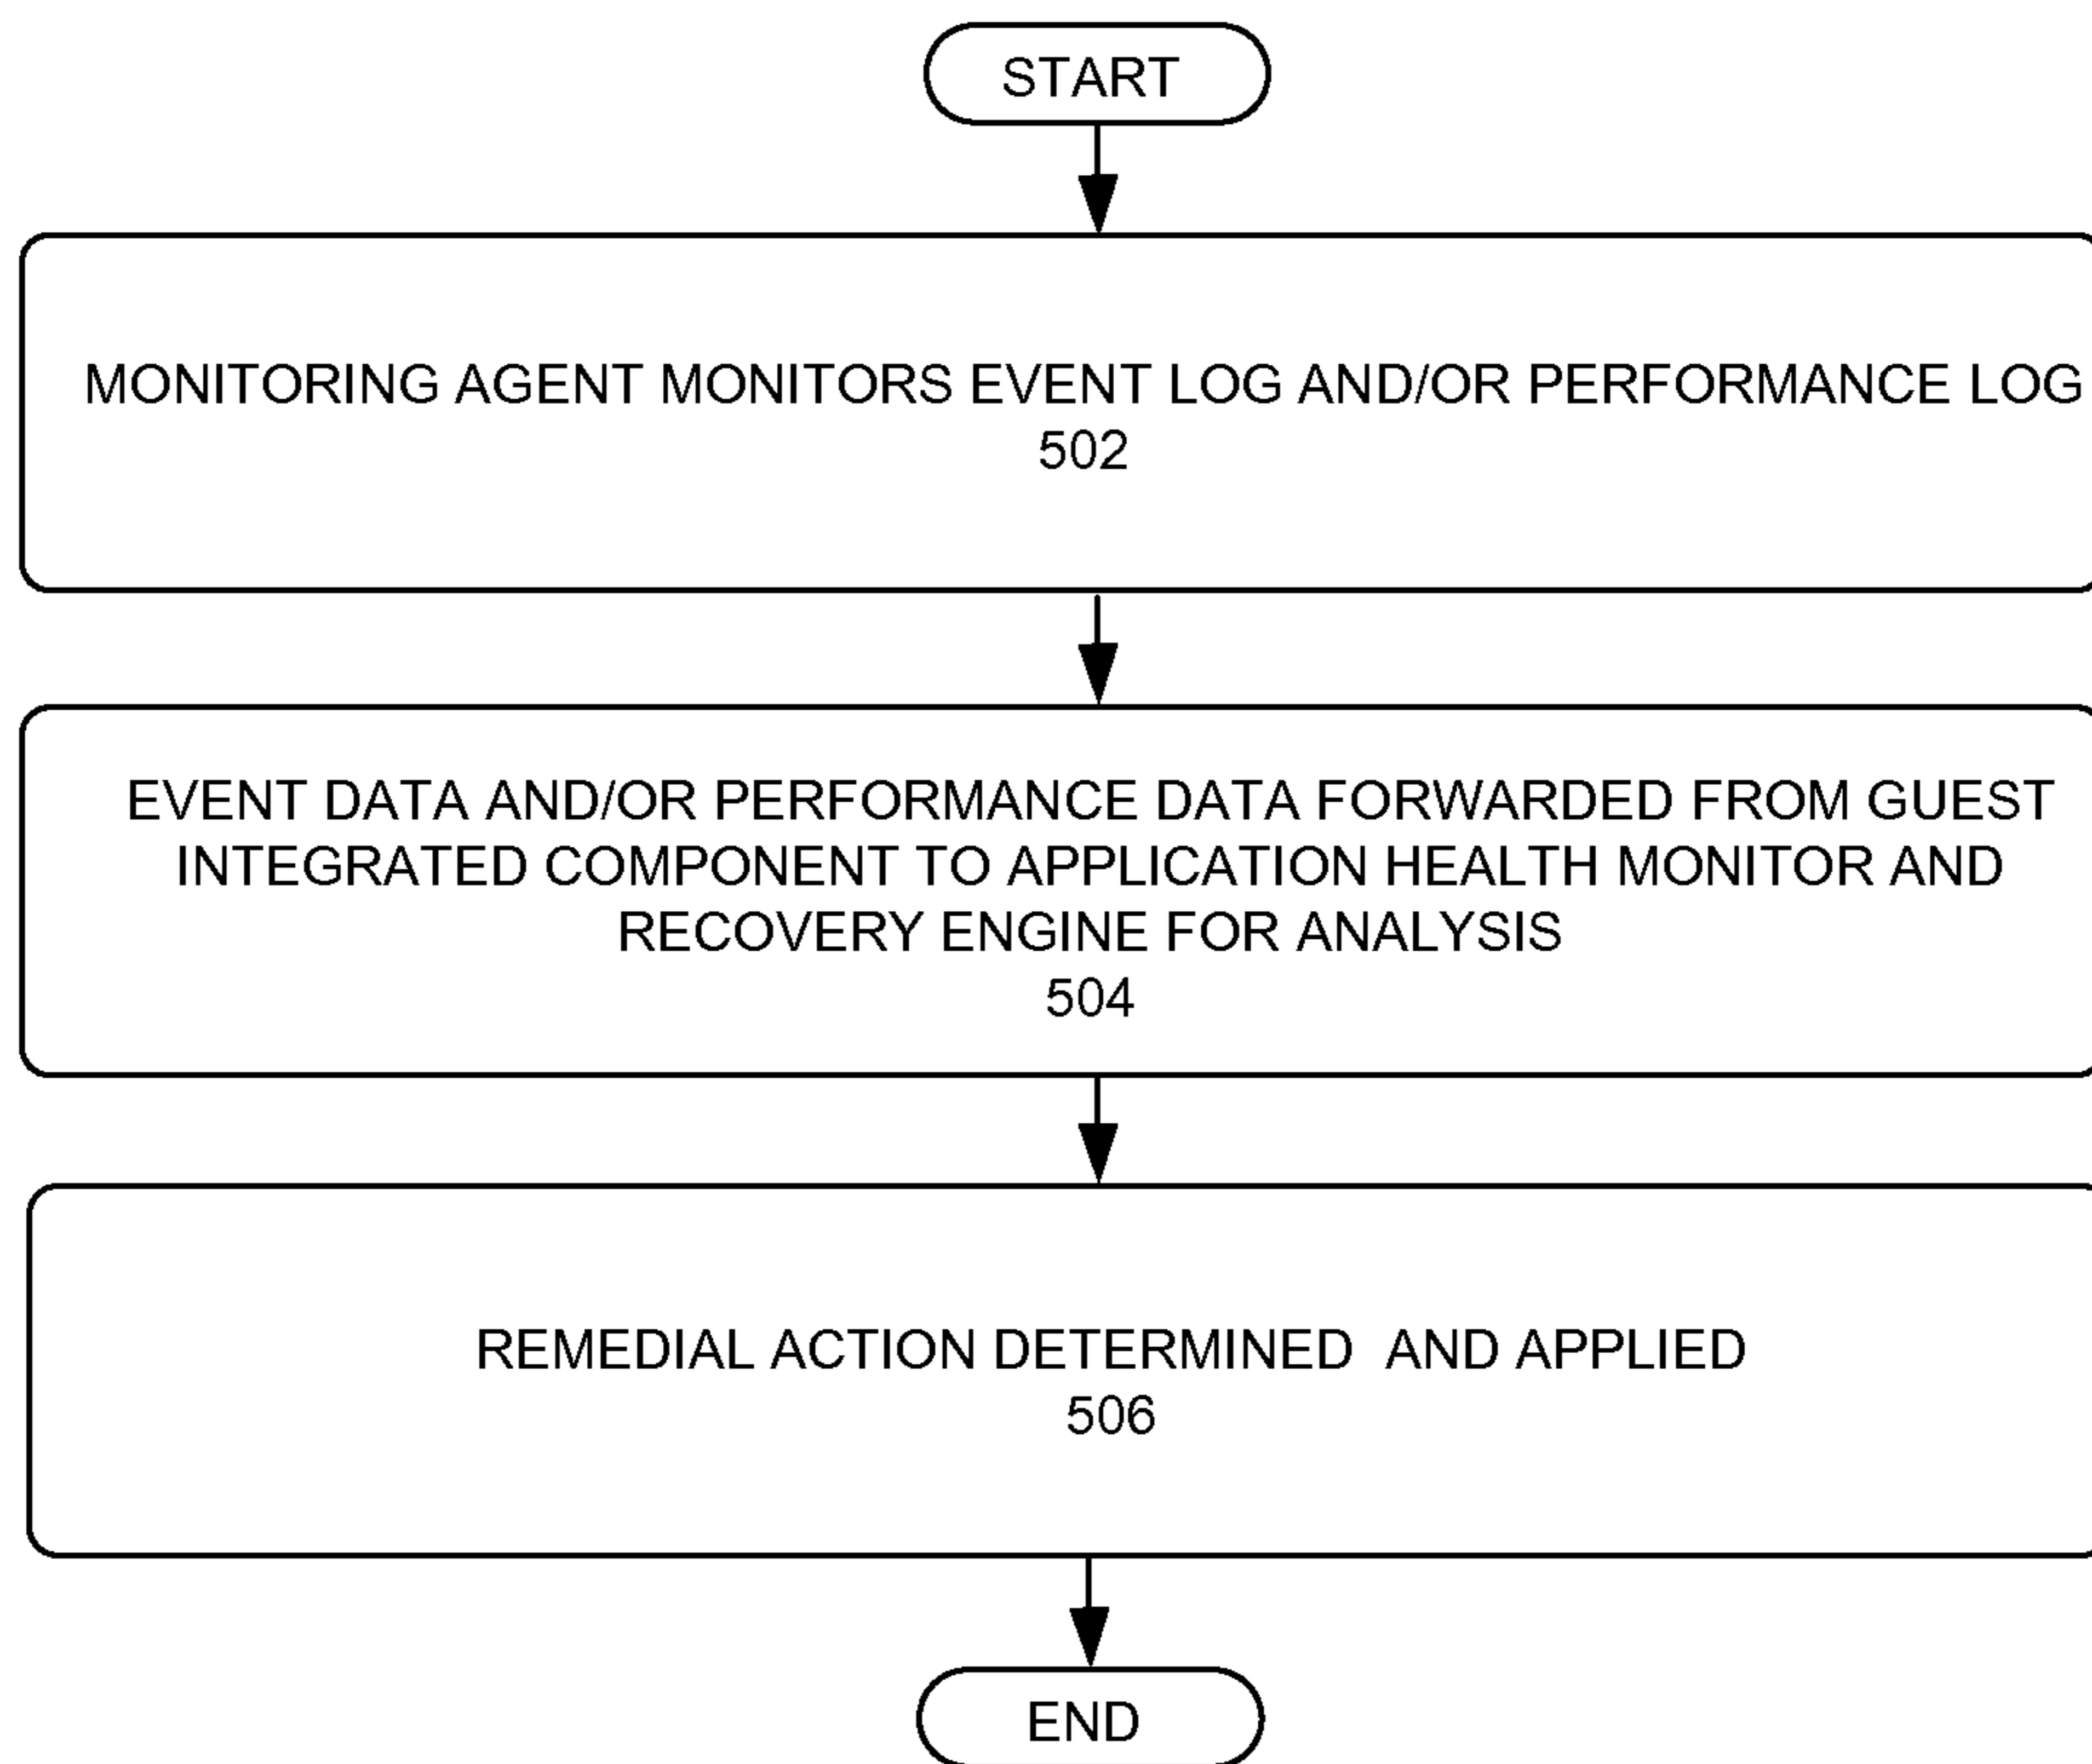 START
MONITORING AGENT MONITORS EVENT LOG AND/OR PERFORMANCE LOG
502
EVENT DATA AND/OR PERFORMANCE DATA FORWARDED FROM GUEST
INTEGRATED COMPONENT TO APPLICATION HEALTH MONITOR AND
RECOVERY ENGINE FOR ANALYSIS
504
REMEDIAL ACTION DETERMINED AND APPLIED
506
END